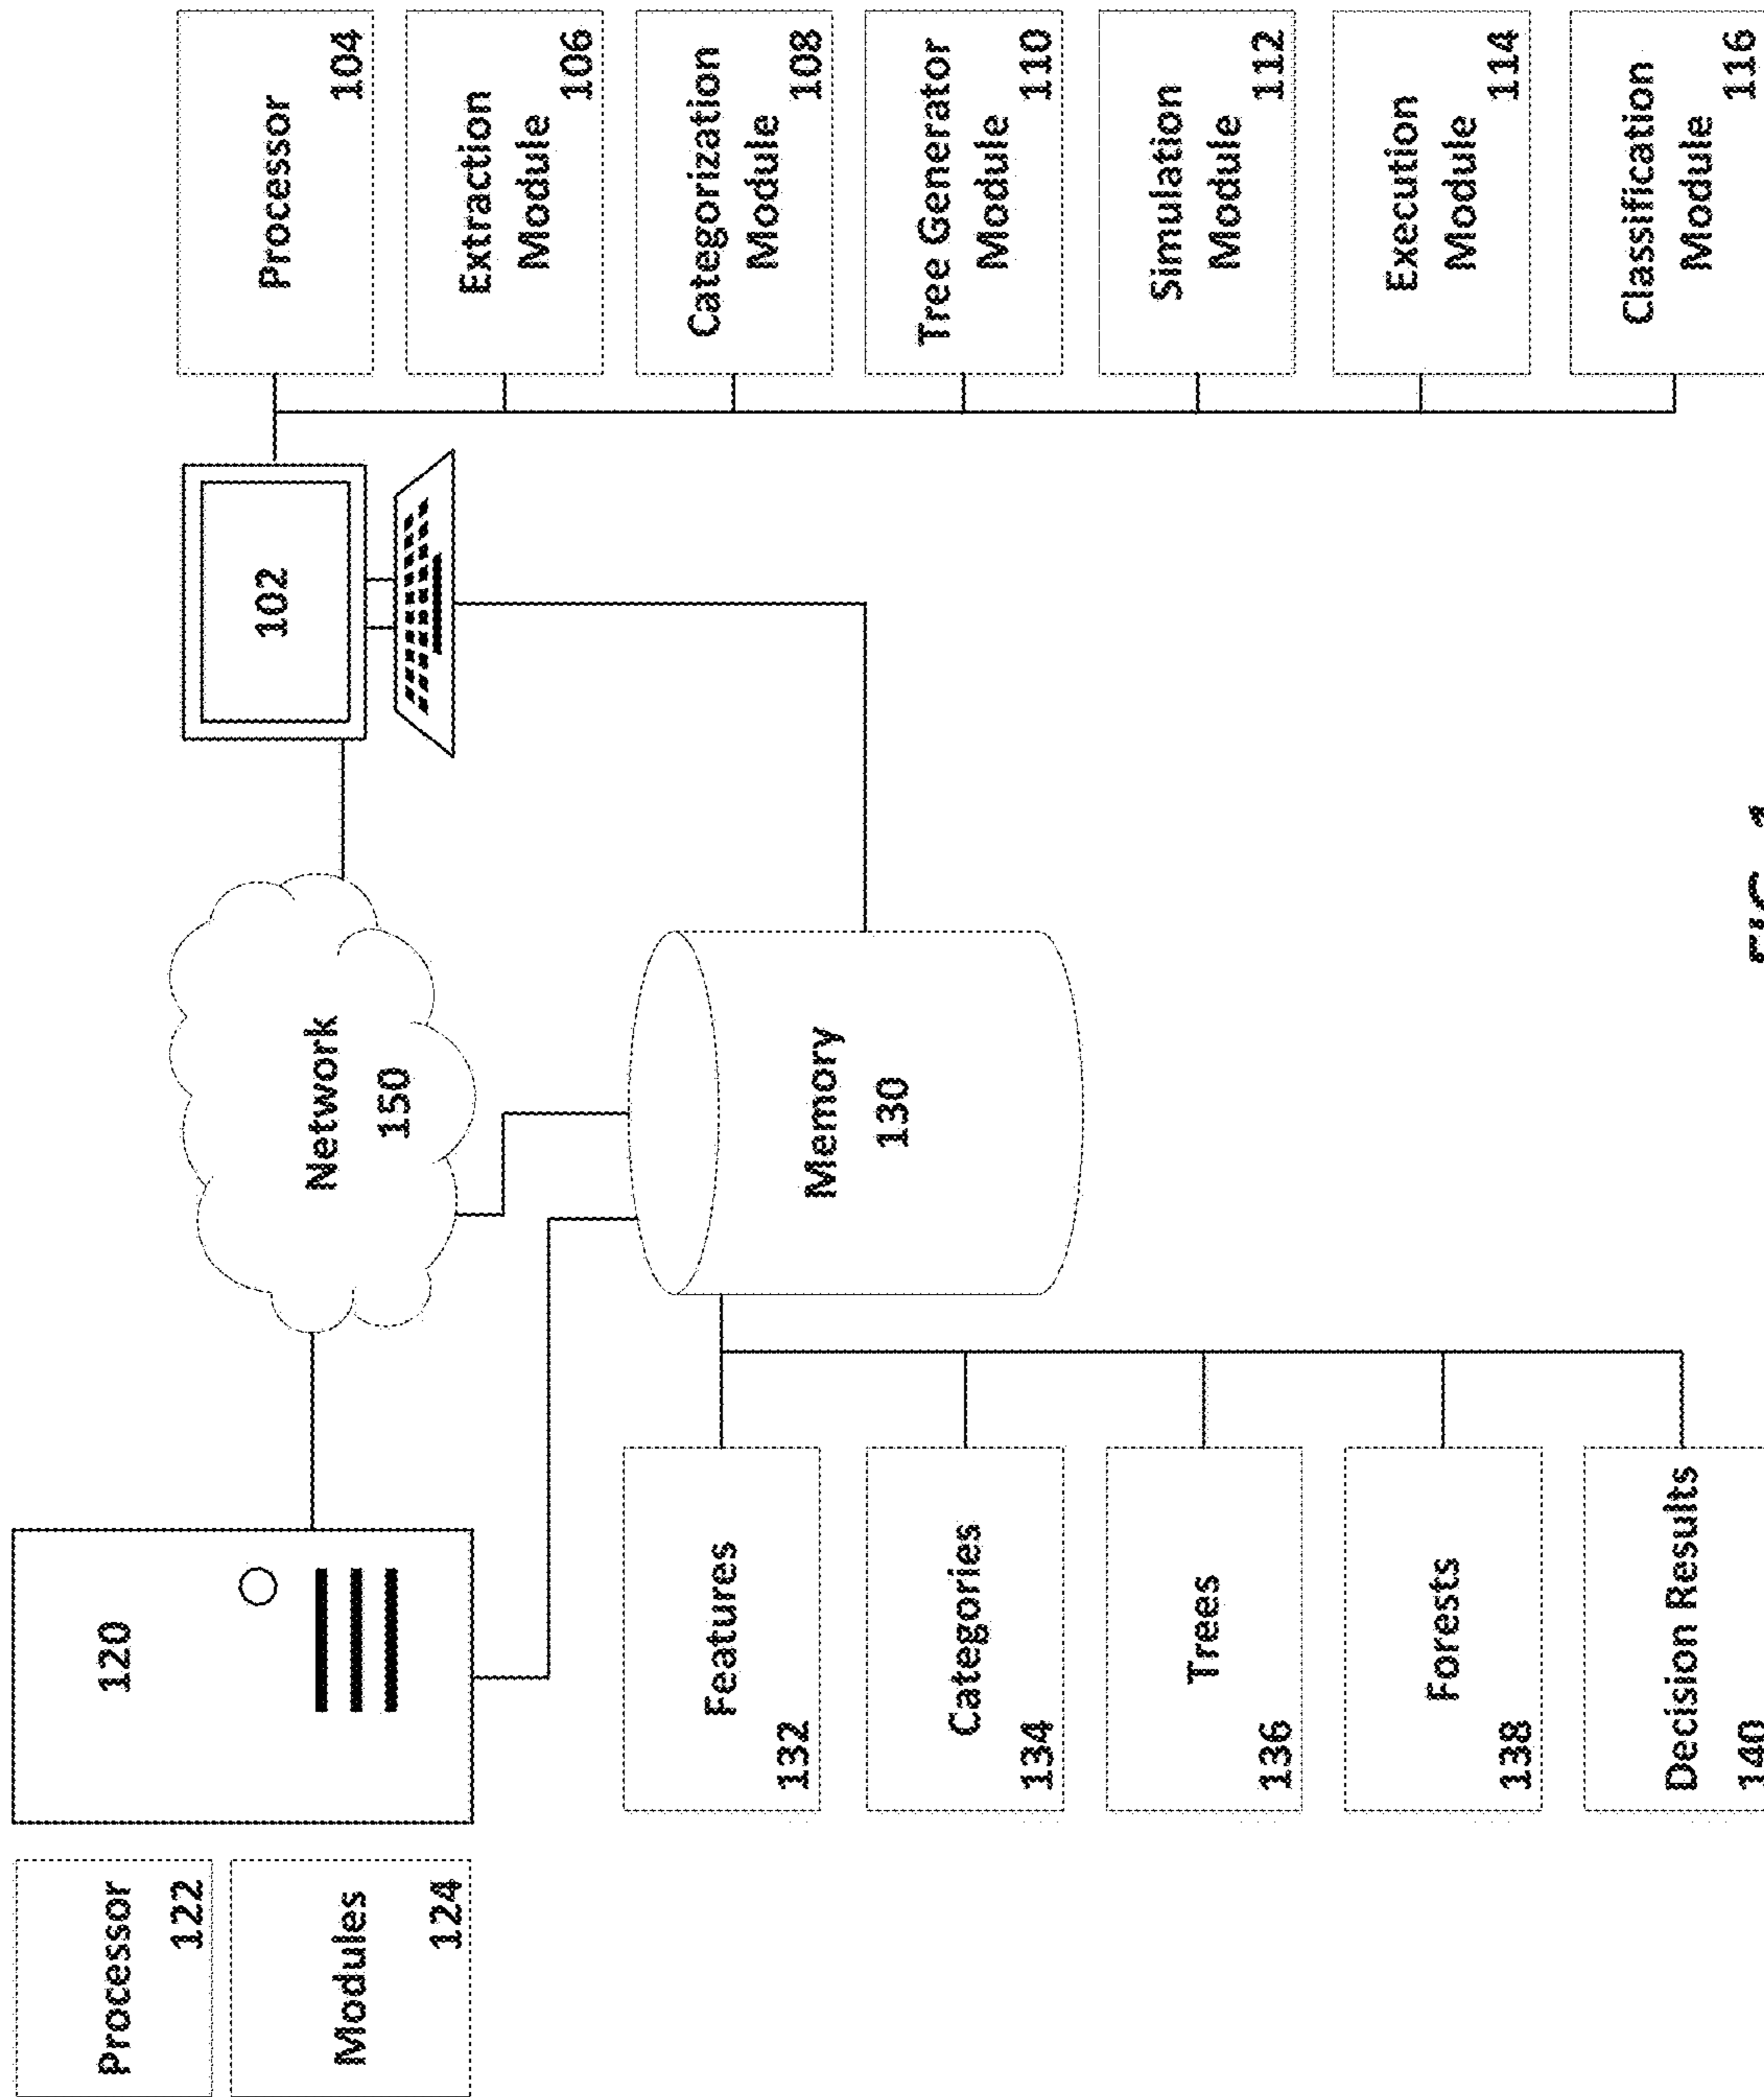 Processor
122
Modules
124
120
Network
150
102
Processor
104
Extraction
Module
106
Categorization
Module
108
Tree Generator
Module
110
Simulation
Module
112
Execution
Module
114
Classification
Module
116
Memory
130
Features
132
Categories
134
Trees
136
Forests
138
Decision Results
140
FIG. 1